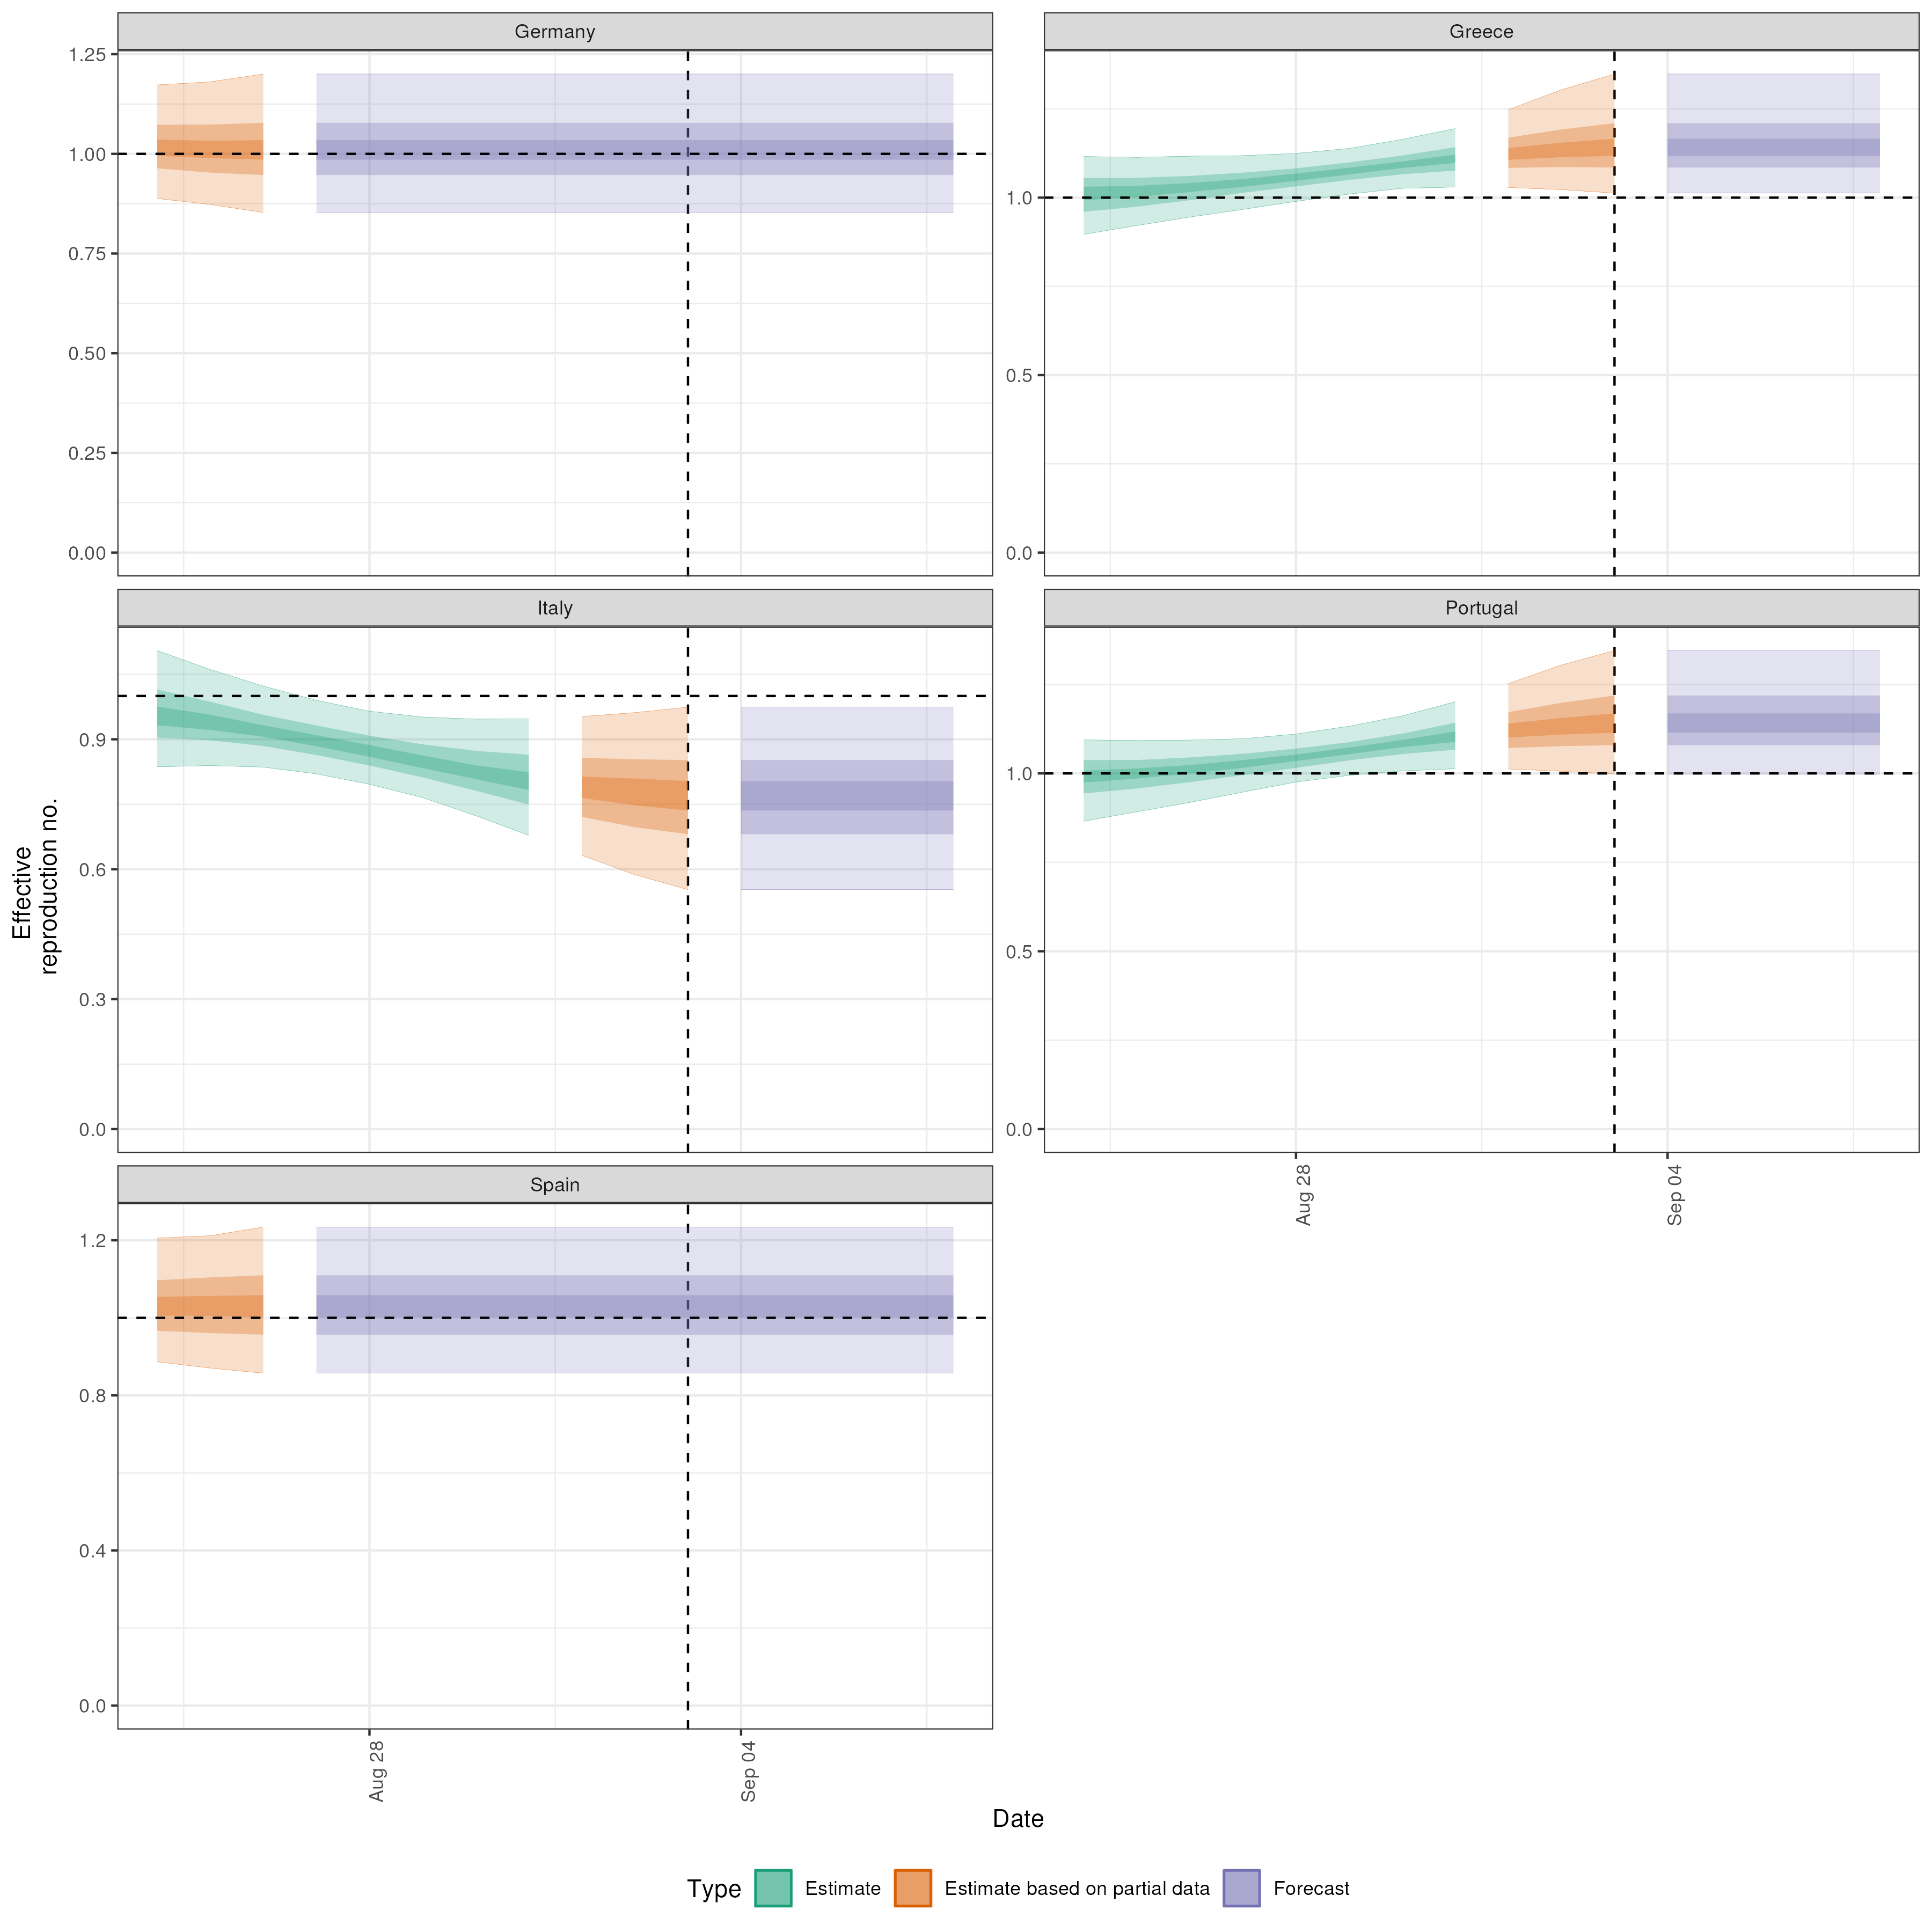 Germany
1.25
1.00
0.75
0.50
0.25
0.00
Greece
1.0
0.5
0.0
Italy
0.9
0.6
0.3
0.0
Portugal
1.0
0.5
0.0
Aug 28
Sep 04
Spain
1.2
0.8
0.4
0.0
Aug 28
Sep 04
Effective
reproduction no.
Date
Type Estimate Estimate based on partial data Forecast